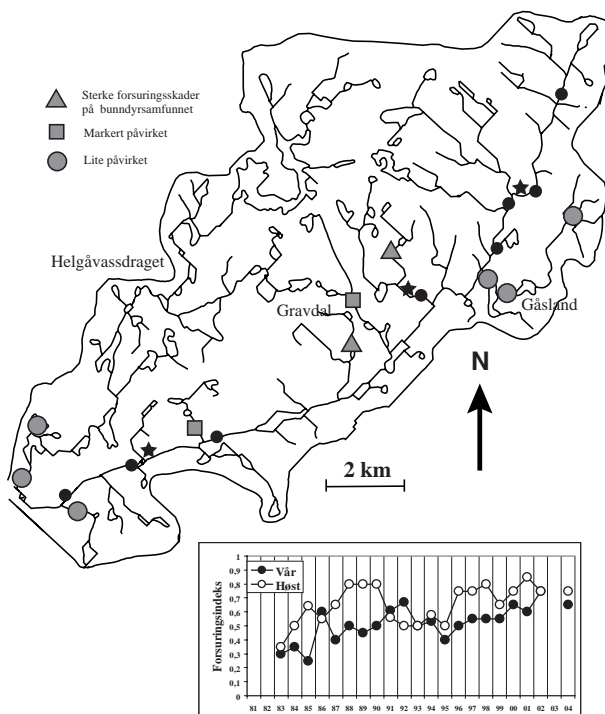 Sterke forsuringsskader
på bunndyrsamfunnet
Markert påvirket
Lite påvirket
Helgåvassdraget
Gravdal
Gåsland
N
2 km
Forsuringsindeks
1
0,9
0,8
0,7
0,6
0,5
0,4
0,3
0,2
0,1
0
Vår
Høst
81 82 83 84 85 86 87 88 89 90 91 92 93 94 95 96 97 98 99 00 01 02 03 04